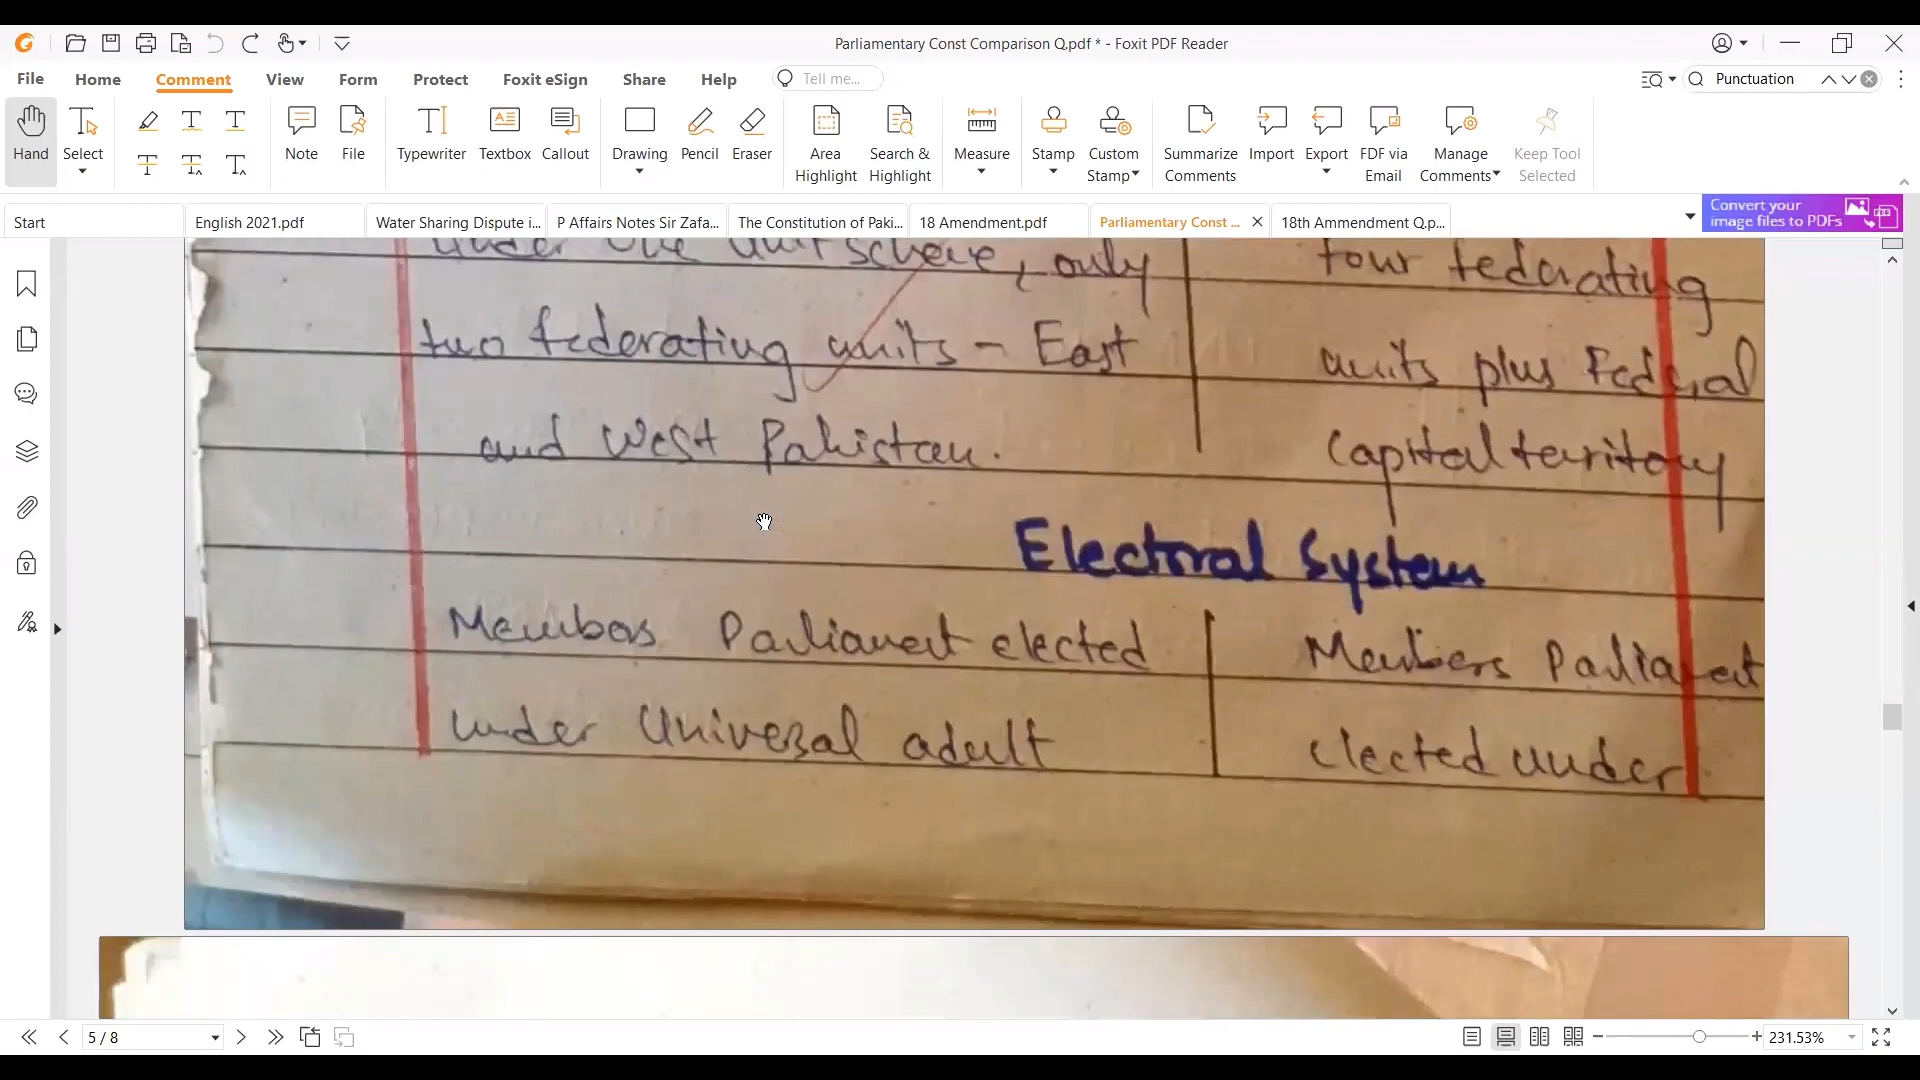 Parliamentary Const Comparison Q.pdf * - Foxit PDF Reader
File Home Comment View Form Protect Foxit eSign Share Help Tell me... Punctuation
Hand Select Note File Typewriter Textbox Callout Drawing Pencil Eraser Area Highlight Search & Highlight Measure Stamp Custom Stamp Summarize Comments Import Export FDF via Email Manage Comments Keep Tool Selected
Start English 2021.pdf Water Sharing Dispute i... P Affairs Notes Sir Zafa... The Constitution of Paki... 18 Amendment.pdf Parliamentary Const ... 18th Ammendment Q.p...
Convert your
image files to PDFs
under One Unit scheme, only
four federating
two federating units - East
units plus Federal
and West Pakistan.
Capital territory
Electoral System
Members Parliament elected
Members Parliament
under Universal adult
elected under
5 / 8 231.53%